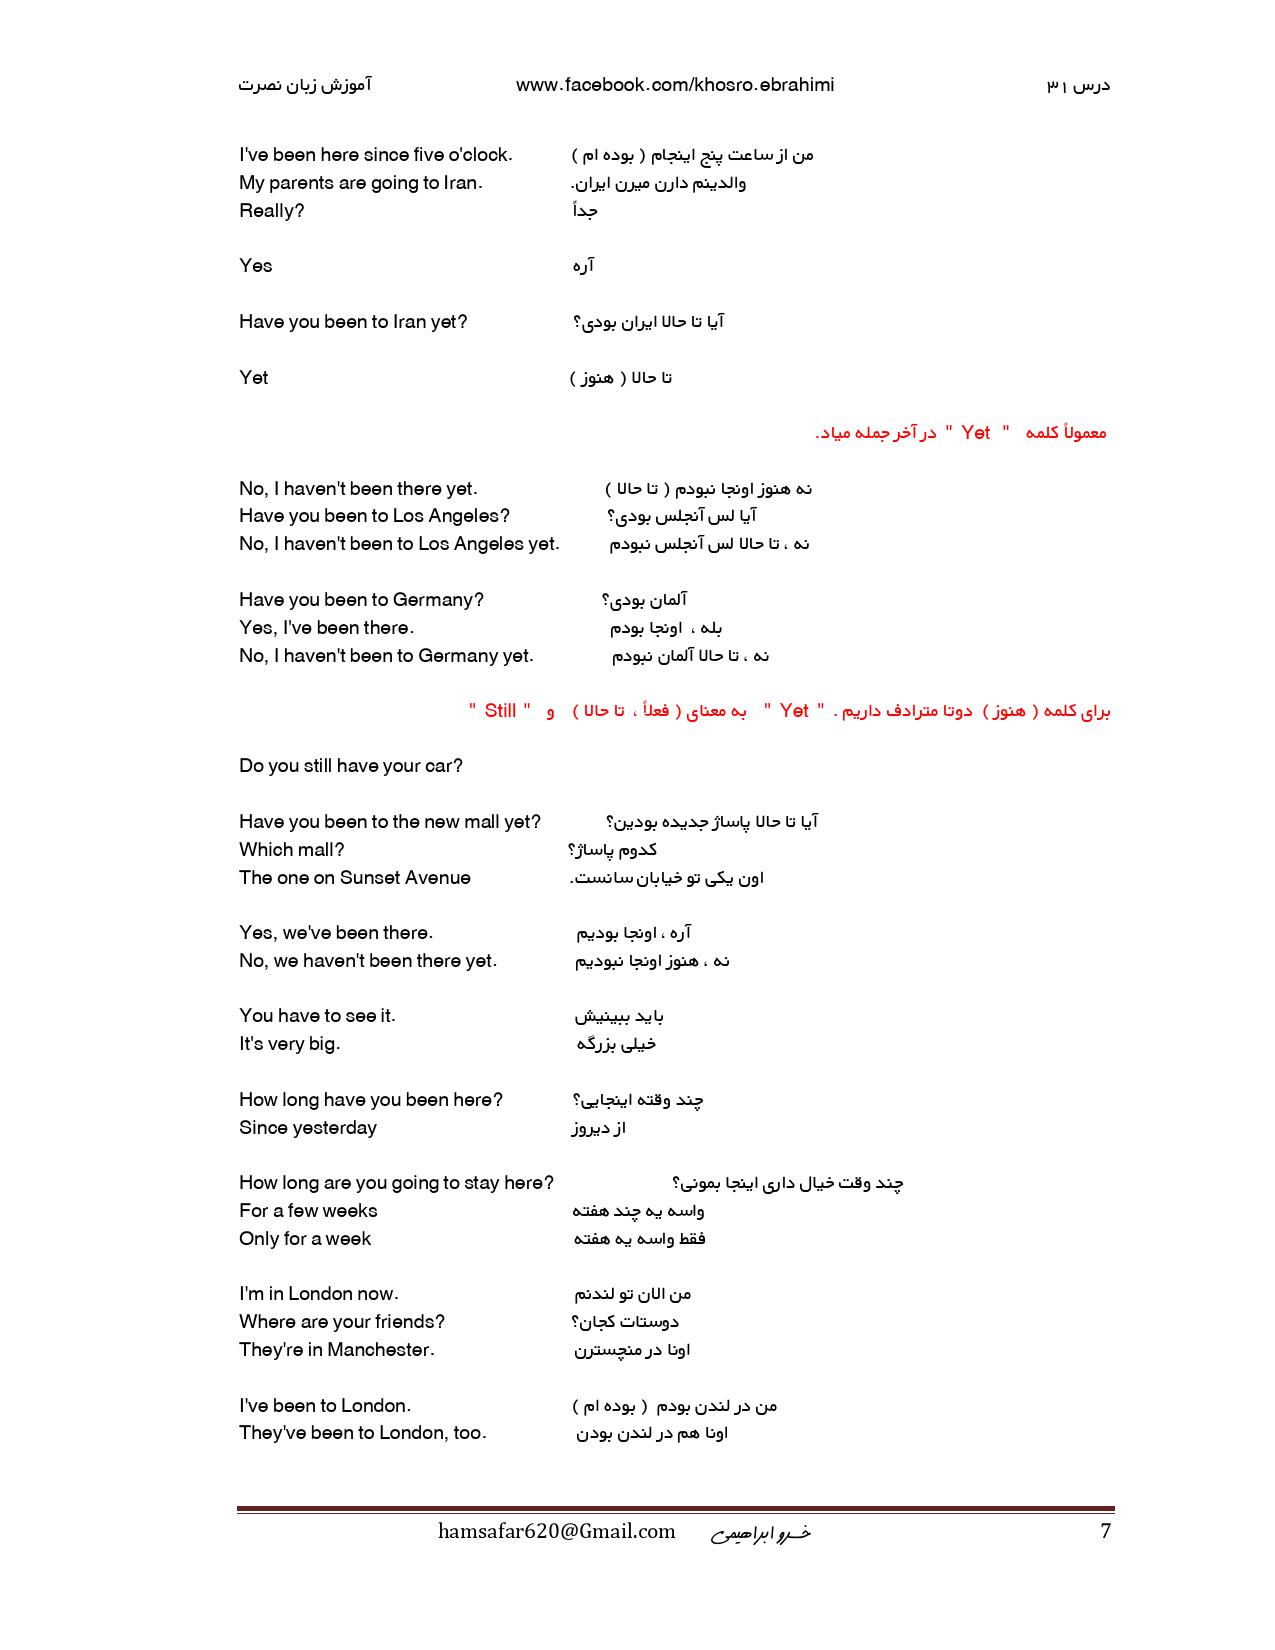 آموزش زبان نصرت www.facebook.com/khosro.ebrahimi درس ۳۱
I've been here since five o'clock. من از ساعت پنج اینجام ( بوده ام )
My parents are going to Iran. والدینم دارن میرن ایران.
Really? جداً
Yes آره
Have you been to Iran yet? آیا تا حالا ایران بودی؟
Yet تا حالا ( هنوز )
معمولاً کلمه " Yet " در آخر جمله میاد.
No, I haven't been there yet. نه هنوز اونجا نبودم ( تا حالا )
Have you been to Los Angeles? آیا لس آنجلس بودی؟
No, I haven't been to Los Angeles yet. نه ، تا حالا لس آنجلس نبودم
Have you been to Germany? آلمان بودی؟
Yes, I've been there. بله ، اونجا بودم
No, I haven't been to Germany yet. نه ، تا حالا آلمان نبودم
برای کلمه ( هنوز ) دوتا مترادف داریم . " Yet " به معنای ( فعلاً ، تا حالا ) و " Still "
Do you still have your car?
Have you been to the new mall yet? آیا تا حالا پاساژ جدیده بودین؟
Which mall? کدوم پاساژ؟
The one on Sunset Avenue اون یکی تو خیابان سانست.
Yes, we've been there. آره ، اونجا بودیم
No, we haven't been there yet. نه ، هنوز اونجا نبودیم
You have to see it. باید ببینیش
It's very big. خیلی بزرگه
How long have you been here? چند وقته اینجایی؟
Since yesterday از دیروز
How long are you going to stay here? چند وقت خیال داری اینجا بمونی؟
For a few weeks واسه یه چند هفته
Only for a week فقط واسه یه هفته
I'm in London now. من الان تو لندنم
Where are your friends? دوستات کجان؟
They're in Manchester. اونا در منچسترن
I've been to London. من در لندن بودم ( بوده ام )
They've been to London, too. اونا هم در لندن بودن
hamsafar620@Gmail.com خسرو ابراهیمی 7